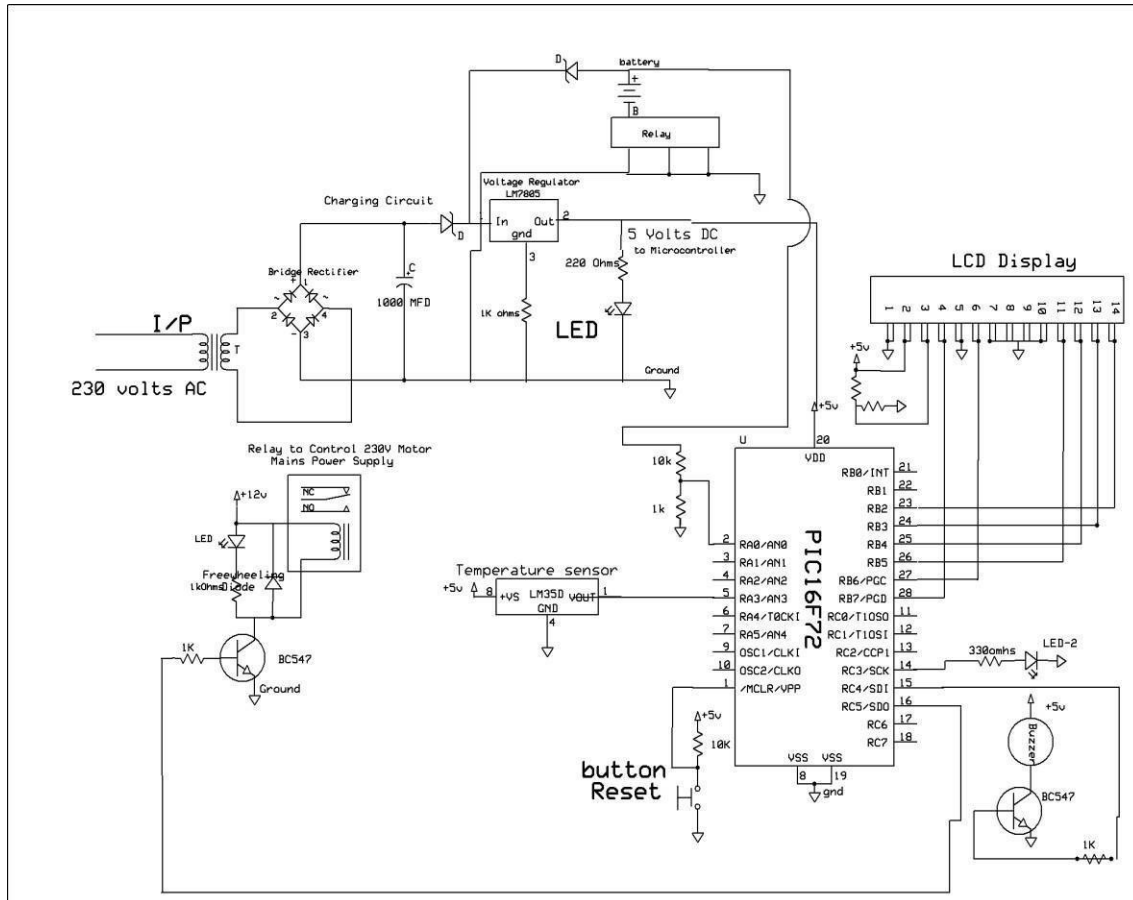 D
battery
+
B
Relay
Voltage Regulator
LM7805
Charging Circuit
1
In
Out
2
gnd
3
D
5 Volts DC
to Microcontroller
220 Ohms
LED
1K ohms
C
+
1000 MFD
Bridge Rectifier
+
1
~
~
2
4
-
3
I/P
T
230 volts AC
Ground
LCD Display
1
2
3
4
5
6
7
8
9
10
11
12
13
14
+5v
Relay to Control 230V Motor
Mains Power Supply
+12v
NC
NO
LED
Freewheeling
1kOhms
Diode
1K
BC547
Ground
10k
1k
+5v
U
20
VDD
PIC16F72
2 RA0/AN0
3 RA1/AN1
4 RA2/AN2
5 RA3/AN3
6 RA4/T0CKI
7 RA5/AN4
9 OSC1/CLKI
10 OSC2/CLKO
1 /MCLR/VPP
RB0/INT 21
RB1 22
RB2 23
RB3 24
RB4 25
RB5 26
RB6/PGC 27
RB7/PGD 28
RC0/T1OSO 11
RC1/T1OSI 12
RC2/CCP1 13
RC3/SCK 14
RC4/SDI 15
RC5/SDO 16
RC6 17
RC7 18
VSS VSS
8 19
gnd
Temperature sensor
+5v
8
+VS
LM35D
VOUT
1
GND
4
+5v
10K
button
Reset
330omhs
LED-2
+5v
Buzzer
BC547
1K